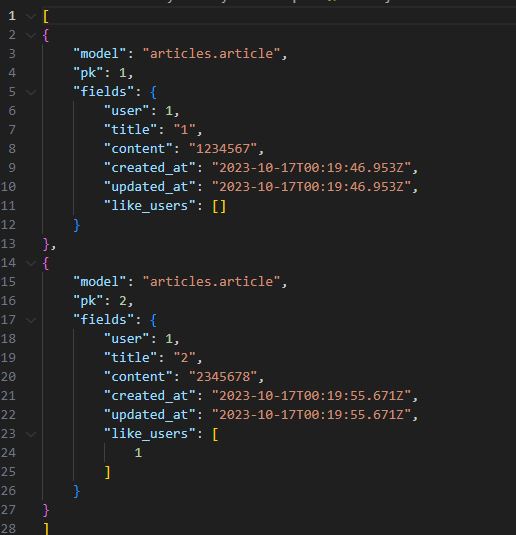 1 [
2 {
3     "model": "articles.article",
4     "pk": 1,
5     "fields": {
6         "user": 1,
7         "title": "1",
8         "content": "1234567",
9         "created_at": "2023-10-17T00:19:46.953Z",
10         "updated_at": "2023-10-17T00:19:46.953Z",
11         "like_users": []
12     }
13 },
14 {
15     "model": "articles.article",
16     "pk": 2,
17     "fields": {
18         "user": 1,
19         "title": "2",
20         "content": "2345678",
21         "created_at": "2023-10-17T00:19:55.671Z",
22         "updated_at": "2023-10-17T00:19:55.671Z",
23         "like_users": [
24             1
25         ]
26     }
27 }
28 ]